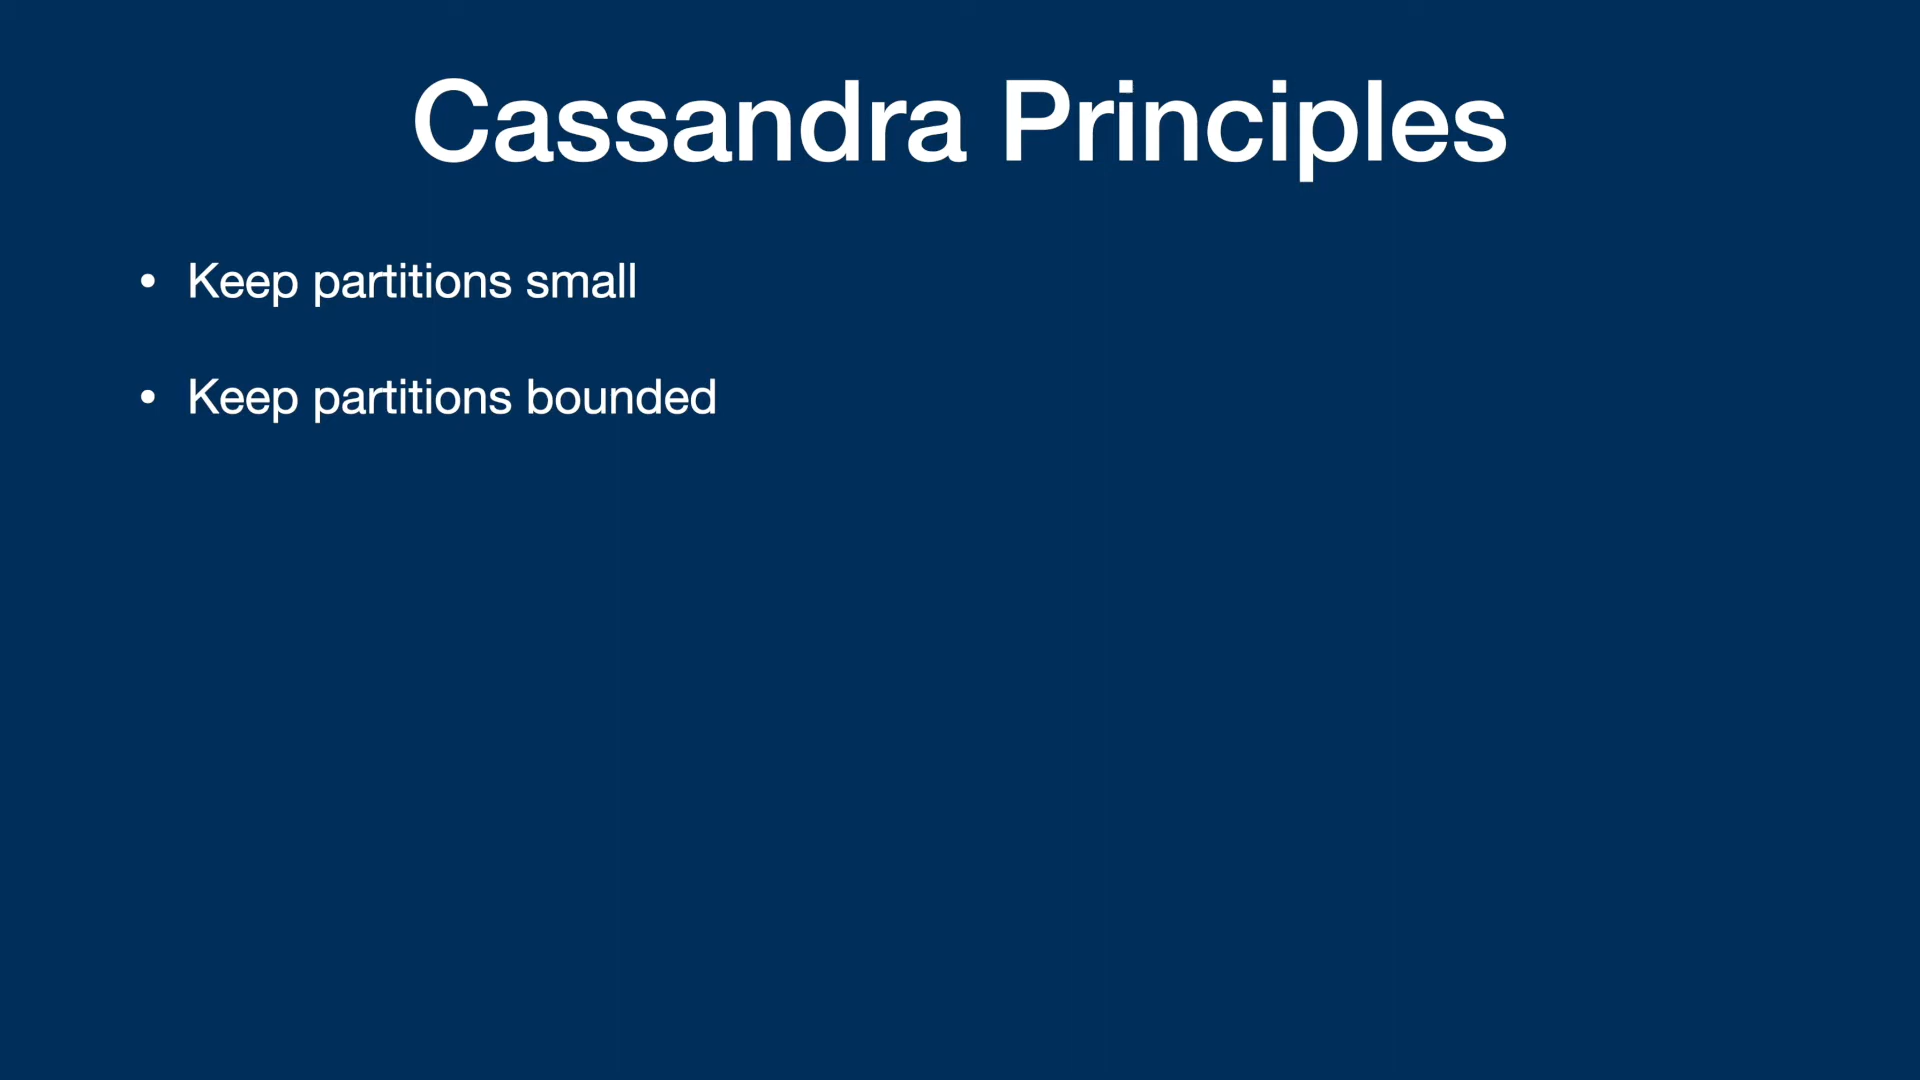 Cassandra Principles
• Keep partitions small
• Keep partitions bounded